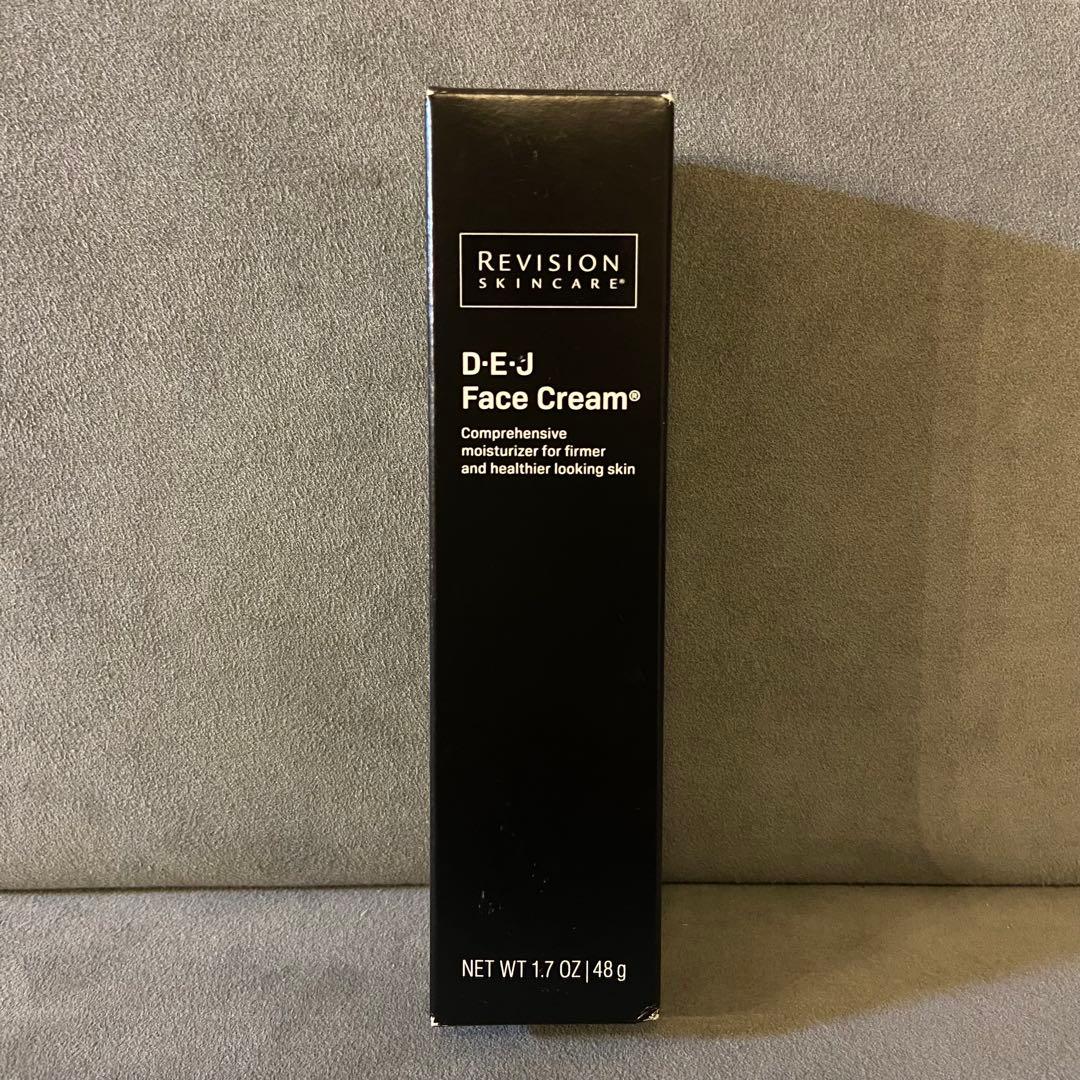 REVISION
SKINCARE®
D·E·J
Face Cream®
Comprehensive
moisturizer for firmer
and healthier looking skin
NET WT 1.7 OZ | 48 g